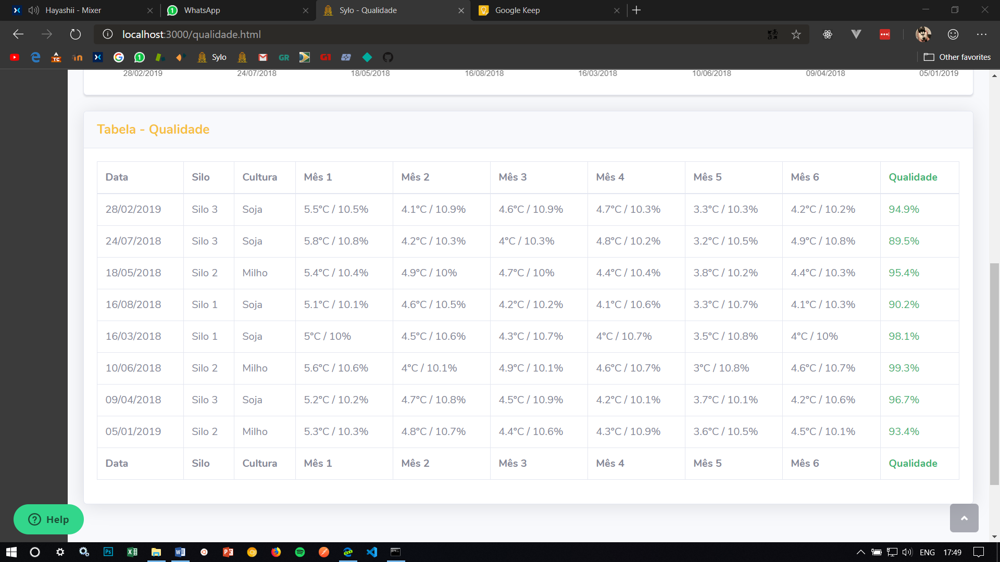 Hayashii - Mixer
WhatsApp
Sylo - Qualidade
Google Keep
localhost:3000/qualidade.html
Sylo
Other favorites
28/02/2019 24/07/2018 18/05/2018 16/08/2018 16/03/2018 10/06/2018 09/04/2018 05/01/2019
Tabela - Qualidade
Data Silo Cultura Mês 1 Mês 2 Mês 3 Mês 4 Mês 5 Mês 6 Qualidade
28/02/2019 Silo 3 Soja 5.5°C / 10.5% 4.1°C / 10.9% 4.6°C / 10.9% 4.7°C / 10.3% 3.3°C / 10.3% 4.2°C / 10.2% 94.9%
24/07/2018 Silo 3 Soja 5.8°C / 10.8% 4.2°C / 10.3% 4°C / 10.3% 4.8°C / 10.2% 3.2°C / 10.5% 4.9°C / 10.8% 89.5%
18/05/2018 Silo 2 Milho 5.4°C / 10.4% 4.9°C / 10% 4.7°C / 10% 4.4°C / 10.4% 3.8°C / 10.2% 4.4°C / 10.3% 95.4%
16/08/2018 Silo 1 Soja 5.1°C / 10.1% 4.6°C / 10.5% 4.2°C / 10.2% 4.1°C / 10.6% 3.3°C / 10.7% 4.1°C / 10.3% 90.2%
16/03/2018 Silo 1 Soja 5°C / 10% 4.5°C / 10.6% 4.3°C / 10.7% 4°C / 10.7% 3.5°C / 10.8% 4°C / 10% 98.1%
10/06/2018 Silo 2 Milho 5.6°C / 10.6% 4°C / 10.1% 4.9°C / 10.1% 4.6°C / 10.7% 3°C / 10.8% 4.6°C / 10.7% 99.3%
09/04/2018 Silo 3 Soja 5.2°C / 10.2% 4.7°C / 10.8% 4.5°C / 10.9% 4.2°C / 10.1% 3.7°C / 10.1% 4.2°C / 10.6% 96.7%
05/01/2019 Silo 2 Milho 5.3°C / 10.3% 4.8°C / 10.7% 4.4°C / 10.6% 4.3°C / 10.9% 3.6°C / 10.5% 4.5°C / 10.1% 93.4%
Data Silo Cultura Mês 1 Mês 2 Mês 3 Mês 4 Mês 5 Mês 6 Qualidade
Help
ENG 17:49